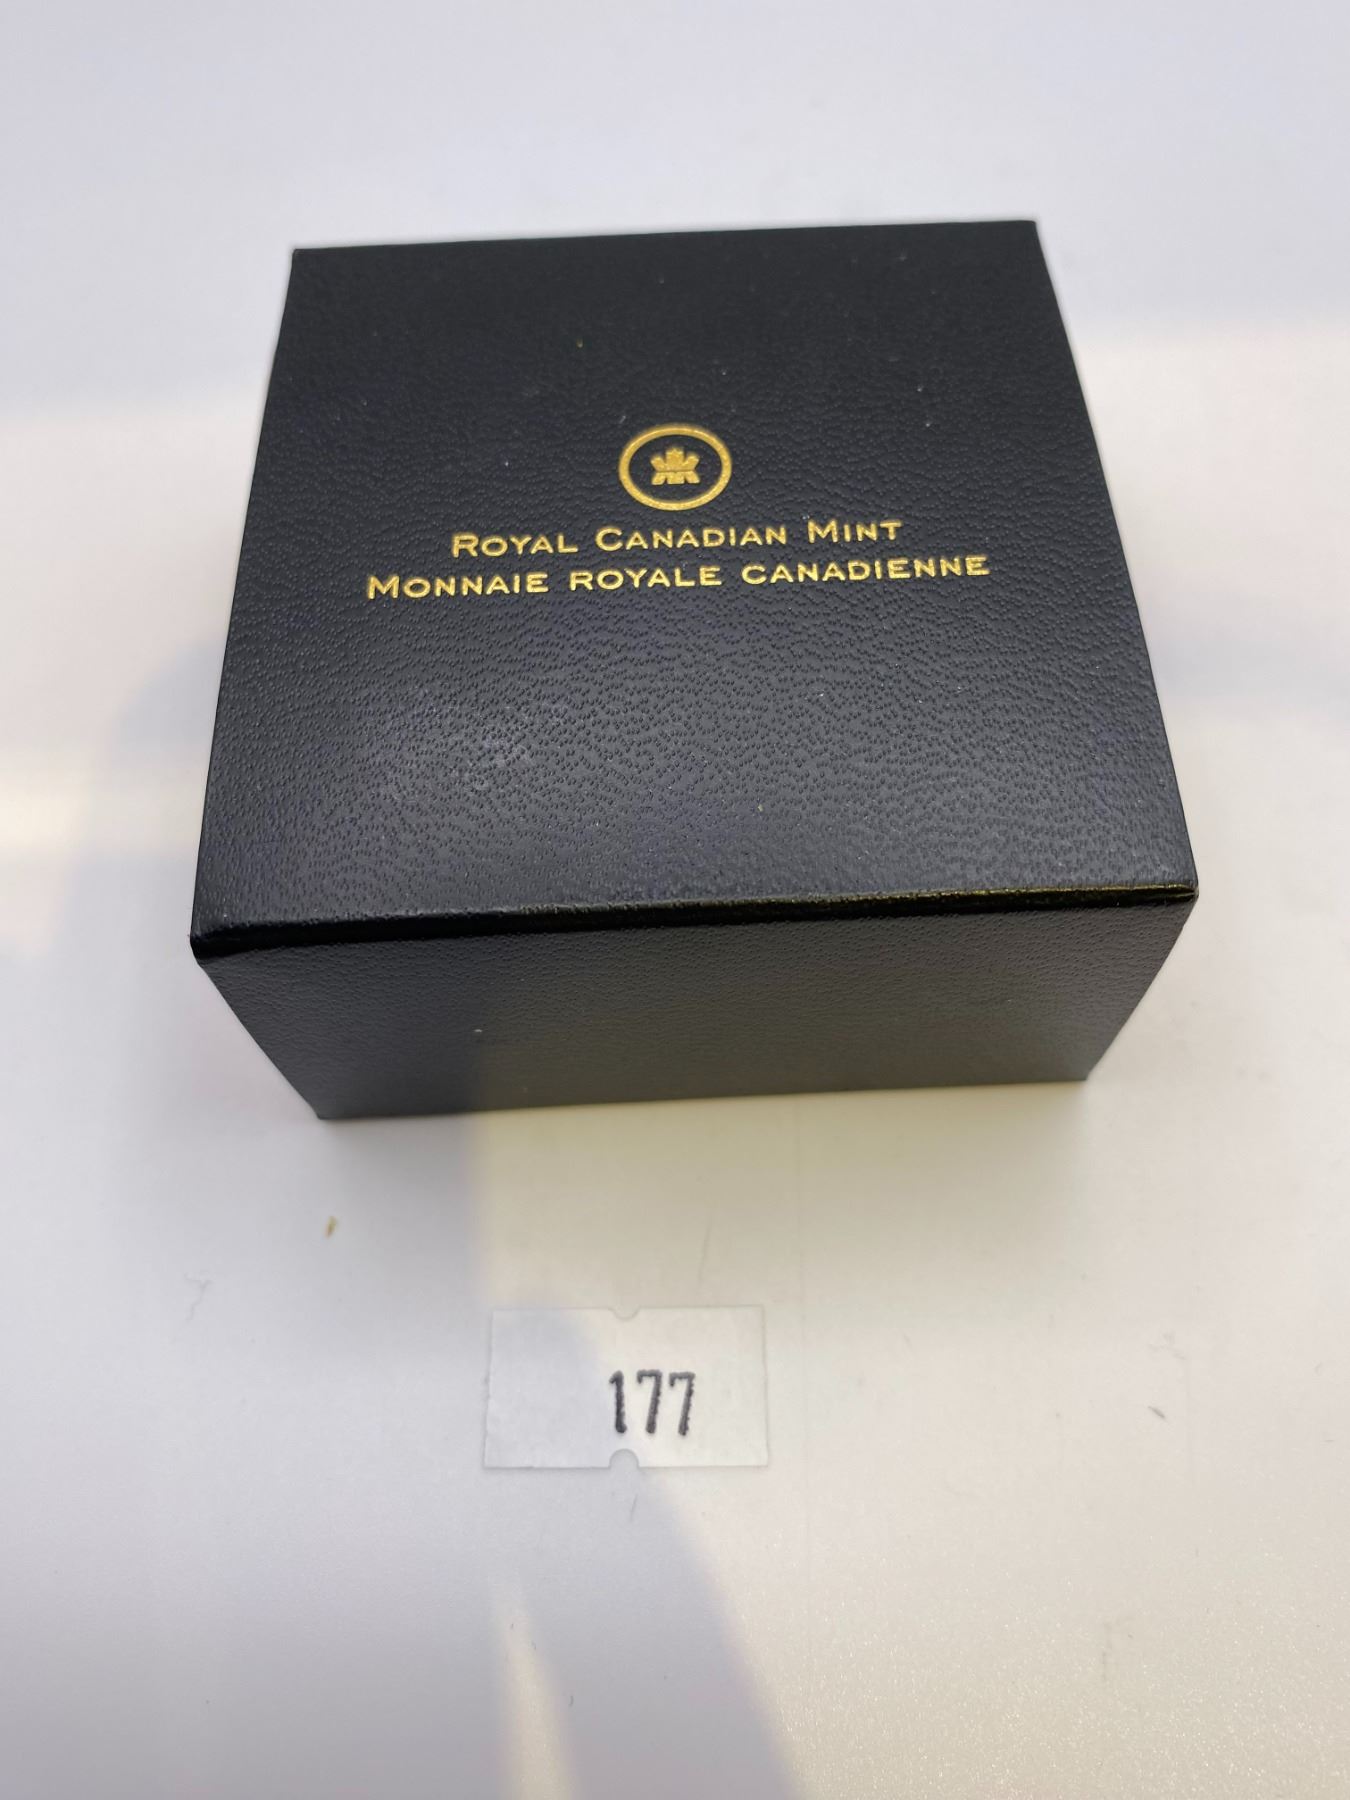 Royal Canadian Mint
Monnaie royale canadienne
177